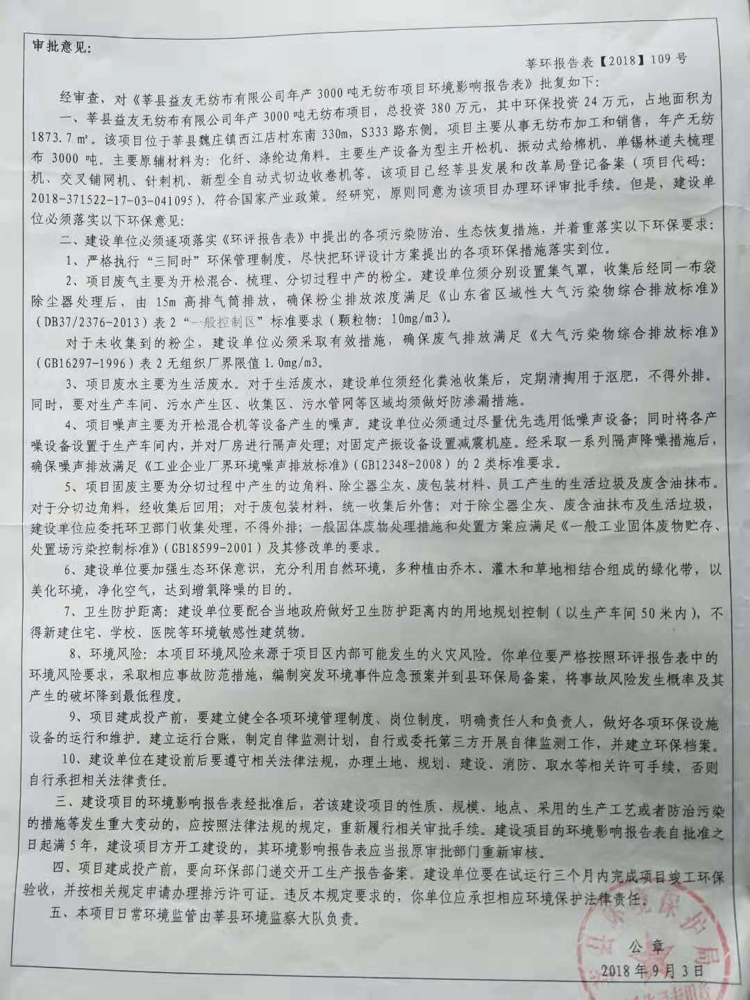 审批意见：
莘环报告表【2018】109 号
经审查，对《莘县益友无纺布有限公司年产 3000 吨无纺布项目环境影响报告表》批复如下：
一、莘县益友无纺布有限公司年产 3000 吨无纺布项目，总投资 380 万元，其中环保投资 24 万元，占地面积为
1873.7 ㎡。该项目位于莘县魏庄镇西江店村东南 330m，S333 路东侧。项目主要从事无纺布加工和销售，年产无纺
布 3000 吨。主要原辅材料为：化纤、涤纶边角料。主要生产设备为型主开松机、振动式给棉机、单锡林道夫梳理
机、交叉铺网机、针刺机、新型全自动式切边收卷机等。该项目已经莘县发展和改革局登记备案（项目代码：
2018-371522-17-03-041095），符合国家产业政策。经研究，原则同意为该项目办理环评审批手续。但是，建设单
位必须落实以下环保意见：
二、建设单位必须逐项落实《环评报告表》中提出的各项污染防治、生态恢复措施，并着重落实以下环保要求：
1、严格执行“三同时”环保管理制度，尽快把环评设计方案提出的各项环保措施落实到位。
2、项目废气主要为开松混合、梳理、分切过程中产的粉尘。建设单位须分别设置集气罩，收集后经同一布袋
除尘器处理后，由 15m 高排气筒排放，确保粉尘排放浓度满足《山东省区域性大气污染物综合排放标准》
（DB37/2376-2013）表 2 “一般控制区”标准要求（颗粒物：10mg/m3）。
对于未收集到的粉尘，建设单位必须采取有效措施，确保废气排放满足《大气污染物综合排放标准》
（GB16297-1996）表 2 无组织厂界限值 1.0mg/m3。
3、项目废水主要为生活废水。对于生活废水，建设单位须经化粪池收集后，定期清掏用于沤肥，不得外排。
同时，要对生产车间、污水产生区、收集区、污水管网等区域均须做好防渗漏措施。
4、项目噪声主要为开松混合机等设备产生的噪声。建设单位必须通过尽量优先选用低噪声设备；同时将各产
噪设备设置于生产车间内，并对厂房进行隔声处理；对固定产振设备设置减震机座。经采取一系列隔声降噪措施后，
确保噪声排放满足《工业企业厂界环境噪声排放标准》（GB12348-2008）的 2 类标准要求。
5、项目固废主要为分切过程中产生的边角料、除尘器尘灰、废包装材料、员工产生的生活垃圾及废含油抹布。
对于分切边角料，经收集后回用；对于废包装材料，统一收集后外售；对于除尘器尘灰、废含油抹布及生活垃圾，
建设单位应委托环卫部门收集处理，不得外排；一般固体废物处理措施和处置方案应满足《一般工业固体废物贮存、
处置场污染控制标准》（GB18599-2001）及其修改单的要求。
6、建设单位要加强生态环保意识，充分利用自然环境，多种植由乔木、灌木和草地相结合组成的绿化带，以
美化环境，净化空气，达到增氧降噪的目的。
7、卫生防护距离：建设单位要配合当地政府做好卫生防护距离内的用地规划控制（以生产车间 50 米内），不
得新建住宅、学校、医院等环境敏感性建筑物。
8、环境风险：本项目环境风险来源于项目区内部可能发生的火灾风险。你单位要严格按照环评报告表中的
环境风险要求，采取相应事故防范措施，编制突发环境事件应急预案并到县环保局备案，将事故风险发生概率及其
产生的破坏降到最低程度。
9、项目建成投产前，要建立健全各项环境管理制度、岗位制度，明确责任人和负责人，做好各项环保设施
设备的运行和维护。建立运行台账，制定自律监测计划，自行或委托第三方开展自律监测工作，并建立环保档案。
10、建设单位在建设前后要遵守相关法律法规，办理土地、规划、建设、消防、取水等相关许可手续，否则
自行承担相关法律责任。
三、建设项目的环境影响报告表经批准后，若该建设项目的性质、规模、地点、采用的生产工艺或者防治污染
的措施等发生重大变动的，应按照法律法规的规定，重新履行相关审批手续。建设项目的环境影响报告表自批准之
日起满 5 年，建设项目方开工建设的，其环境影响报告表应当报原审批部门重新审核。
四、项目建成投产前，要向环保部门递交开工生产报告备案。建设单位要在试运行三个月内完成项目竣工环保
验收，并按相关规定申请办理排污许可证。违反本规定要求的，你单位应承担相应环境保护法律责任。
五、本项目日常环境监管由莘县环境监察大队负责。
莘县环境保护局
公 章
2018 年 9 月 3 日